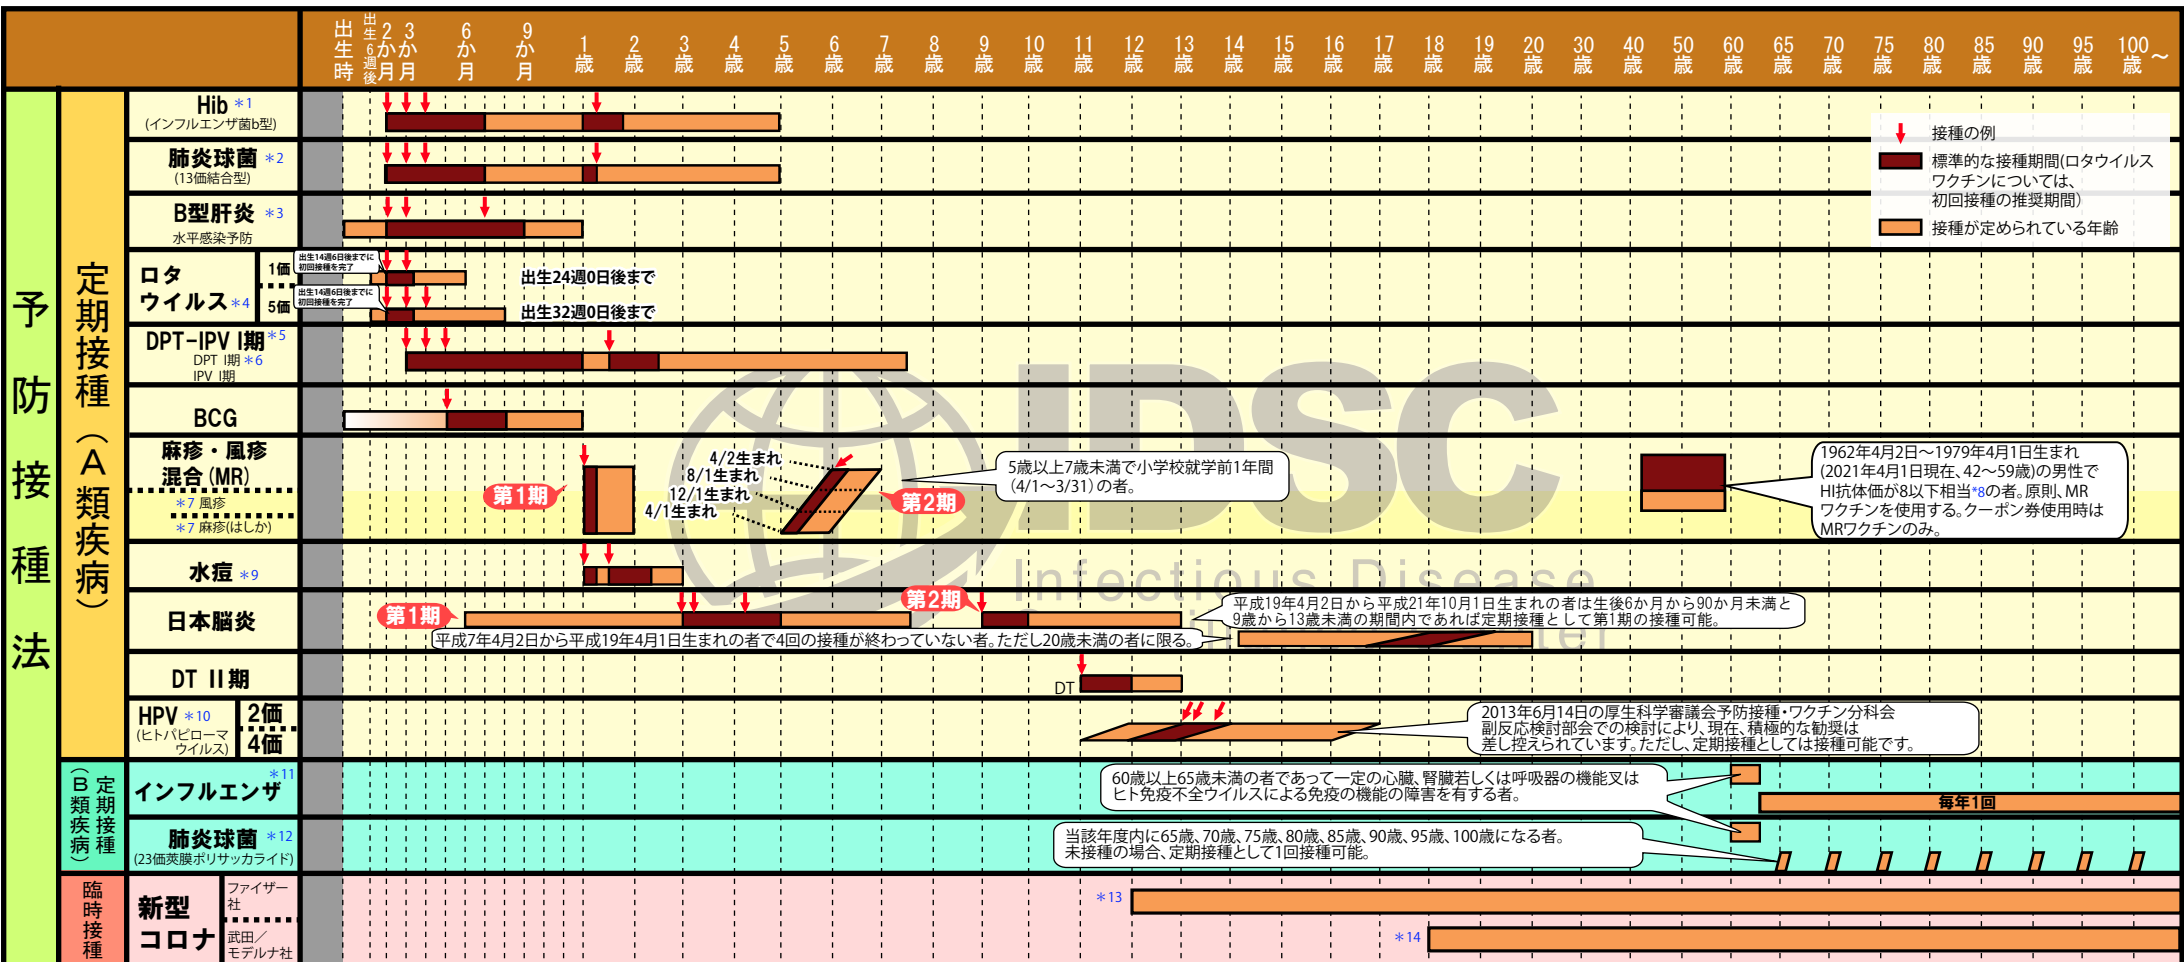 出生時
出生6週後
2か月
3か月
6か月
9か月
1歳
2歳
3歳
4歳
5歳
6歳
7歳
8歳
9歳
10歳
11歳
12歳
13歳
14歳
15歳
16歳
17歳
18歳
19歳
20歳
30歳
40歳
50歳
60歳
65歳
70歳
75歳
80歳
85歳
90歳
95歳
100歳～
予防接種法
定期接種(A類疾病)
Hib *1
(インフルエンザ菌b型)
接種の例
標準的な接種期間(ロタウイルス
ワクチンについては、
初回接種の推奨期間)
接種が定められている年齢
肺炎球菌 *2
(13価結合型)
B型肝炎 *3
水平感染予防
ロタ
ウイルス*4
1価
出生14週6日後までに
初回接種を完了
出生24週0日後まで
5価
出生14週6日後までに
初回接種を完了
出生32週0日後まで
DPT-IPV I期*5
DPT I期*6
IPV I期
BCG
麻疹・風疹
混合(MR)
*7 風疹
*7 麻疹(はしか)
第1期
4/2生まれ
8/1生まれ
12/1生まれ
4/1生まれ
第2期
5歳以上7歳未満で小学校就学前1年間
(4/1～3/31)の者。
1962年4月2日～1979年4月1日生まれ
(2021年4月1日現在、42～59歳)の男性で
HI抗体価が8以下相当*8の者。原則、MR
ワクチンを使用する。クーポン券使用時は
MRワクチンのみ。
IDSC
Infectious Disease
水痘 *9
日本脳炎
第1期
第2期
平成19年4月2日から平成21年10月1日生まれの者は生後6か月から90か月未満と
9歳から13歳未満の期間内であれば定期接種として第1期の接種可能。
平成7年4月2日から平成19年4月1日生まれの者で4回の接種が終わっていない者。ただし20歳未満の者に限る。
DT II期
DT
HPV *10
(ヒトパピローマ
ウイルス)
2価
4価
2013年6月14日の厚生科学審議会予防接種・ワクチン分科会
副反応検討部会での検討により、現在、積極的な勧奨は
差し控えられています。ただし、定期接種としては接種可能です。
定期接種
(B類疾病)
インフルエンザ *11
60歳以上65歳未満の者であって一定の心臓、腎臓若しくは呼吸器の機能又は
ヒト免疫不全ウイルスによる免疫の機能の障害を有する者。
毎年1回
肺炎球菌 *12
(23価莢膜ポリサッカライド)
当該年度内に65歳、70歳、75歳、80歳、85歳、90歳、95歳、100歳になる者。
未接種の場合、定期接種として1回接種可能。
臨時接種
新型
コロナ
ファイザー
社
*13
武田／
モデルナ社
*14